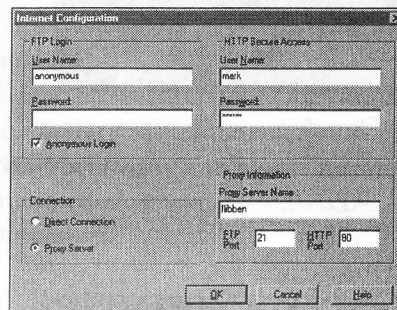 Internet Configuration
FTP Login
User Name:
anonymous
Password:
Anonymous Login
HTTP Secure Access
User Name:
mark
Password:
Connection
Direct Connection
Proxy Server
Proxy Information
Proxy Server Name :
flibben
FTP Port 21
HTTP Port 80
OK
Cancel
Help